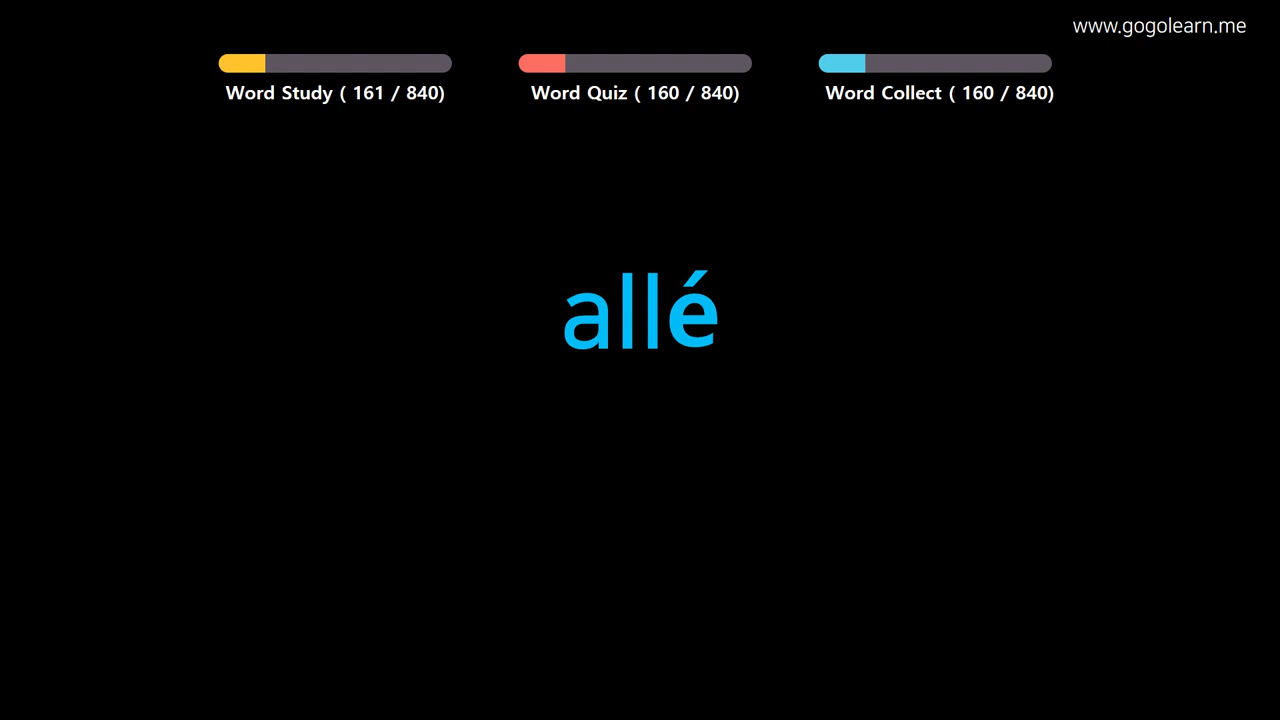 www.gogolearn.me
Word Study ( 161 / 840)
Word Quiz ( 160 / 840)
Word Collect ( 160 / 840)
allé